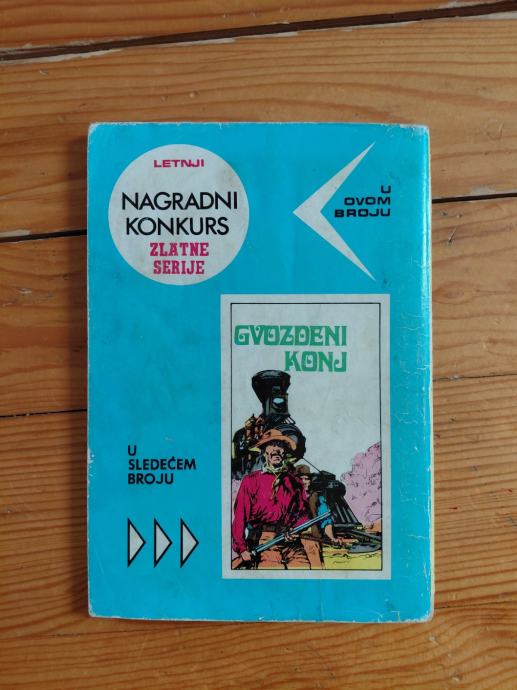 LETNJI
NAGRADNI
KONKURS
ZLATNE
SERIJE
U
OVOM
BROJU
GVOZDENI
KONJ
U
SLEDEĆEM
BROJU